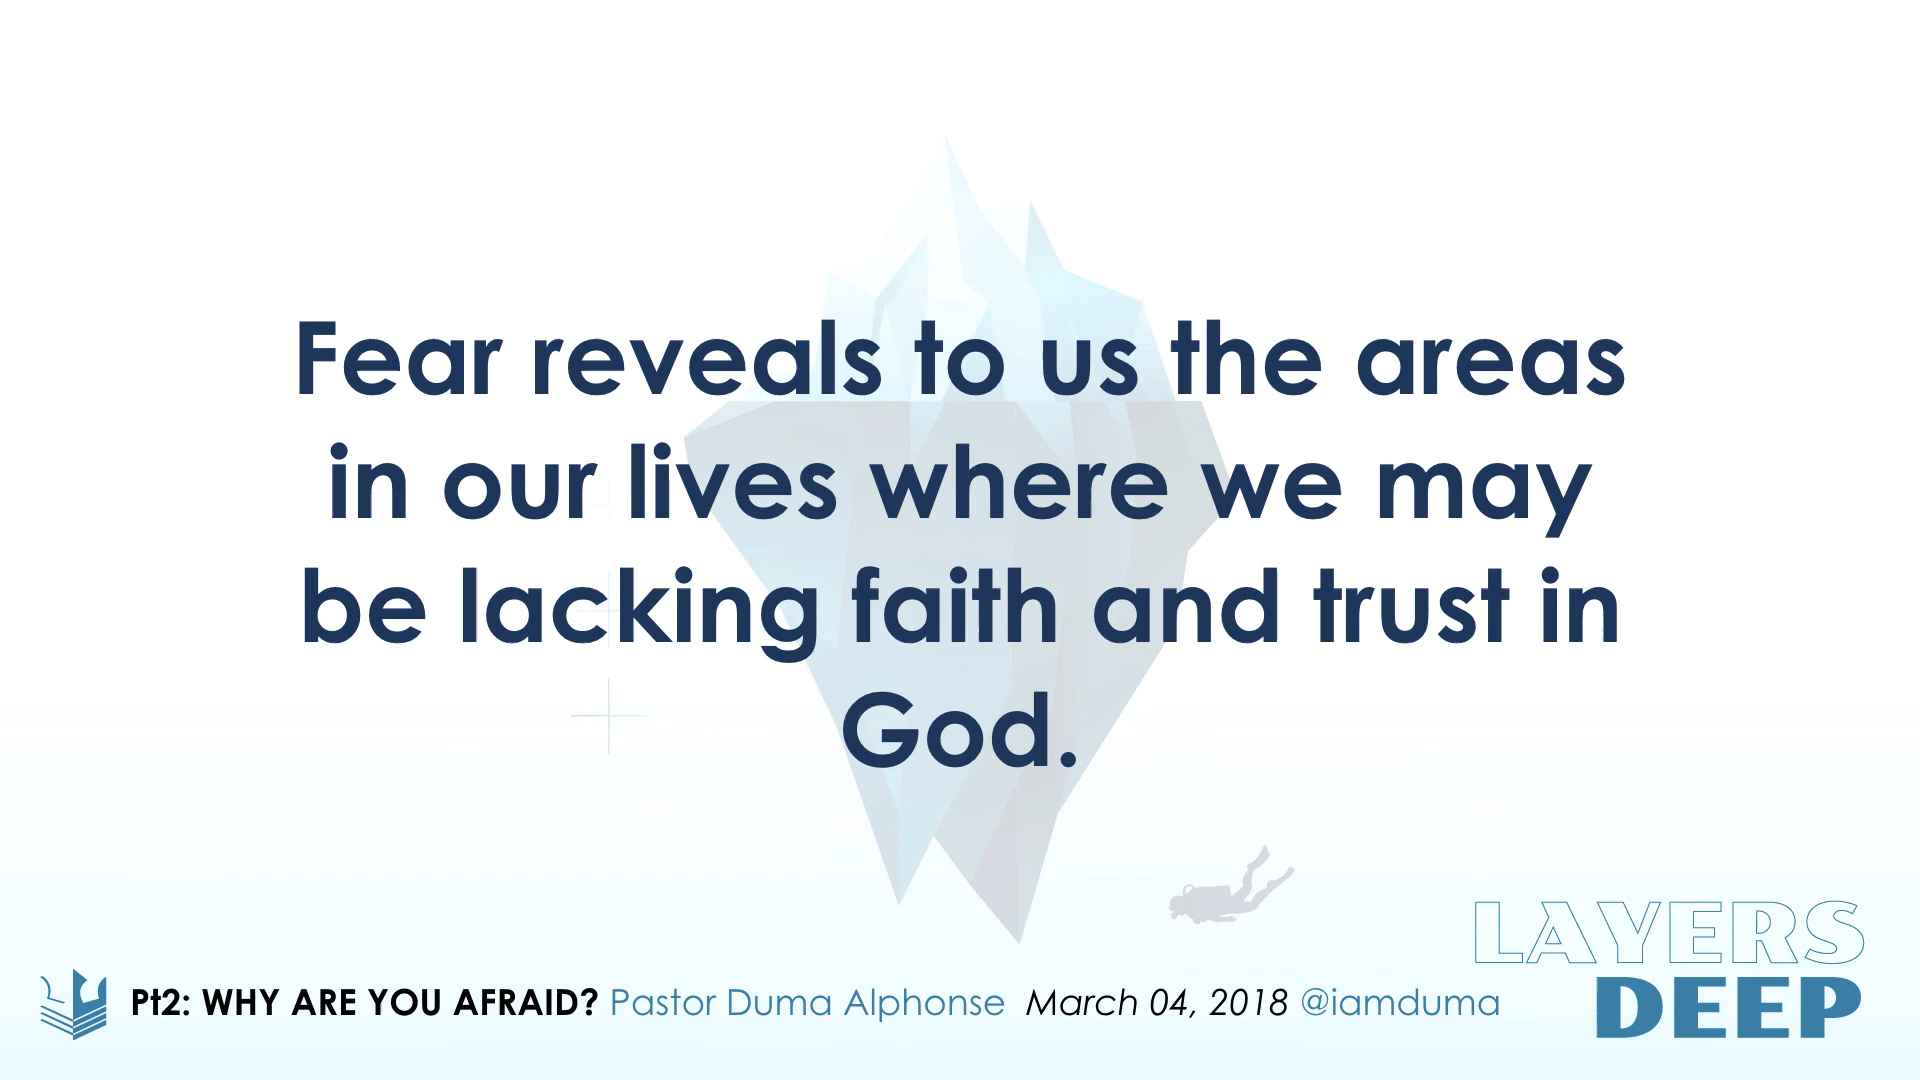 Fear reveals to us the areas
in our lives where we may
be lacking faith and trust in
God.
LAYERS
DEEP
Pt2: WHY ARE YOU AFRAID? Pastor Duma Alphonse March 04, 2018 @iamduma